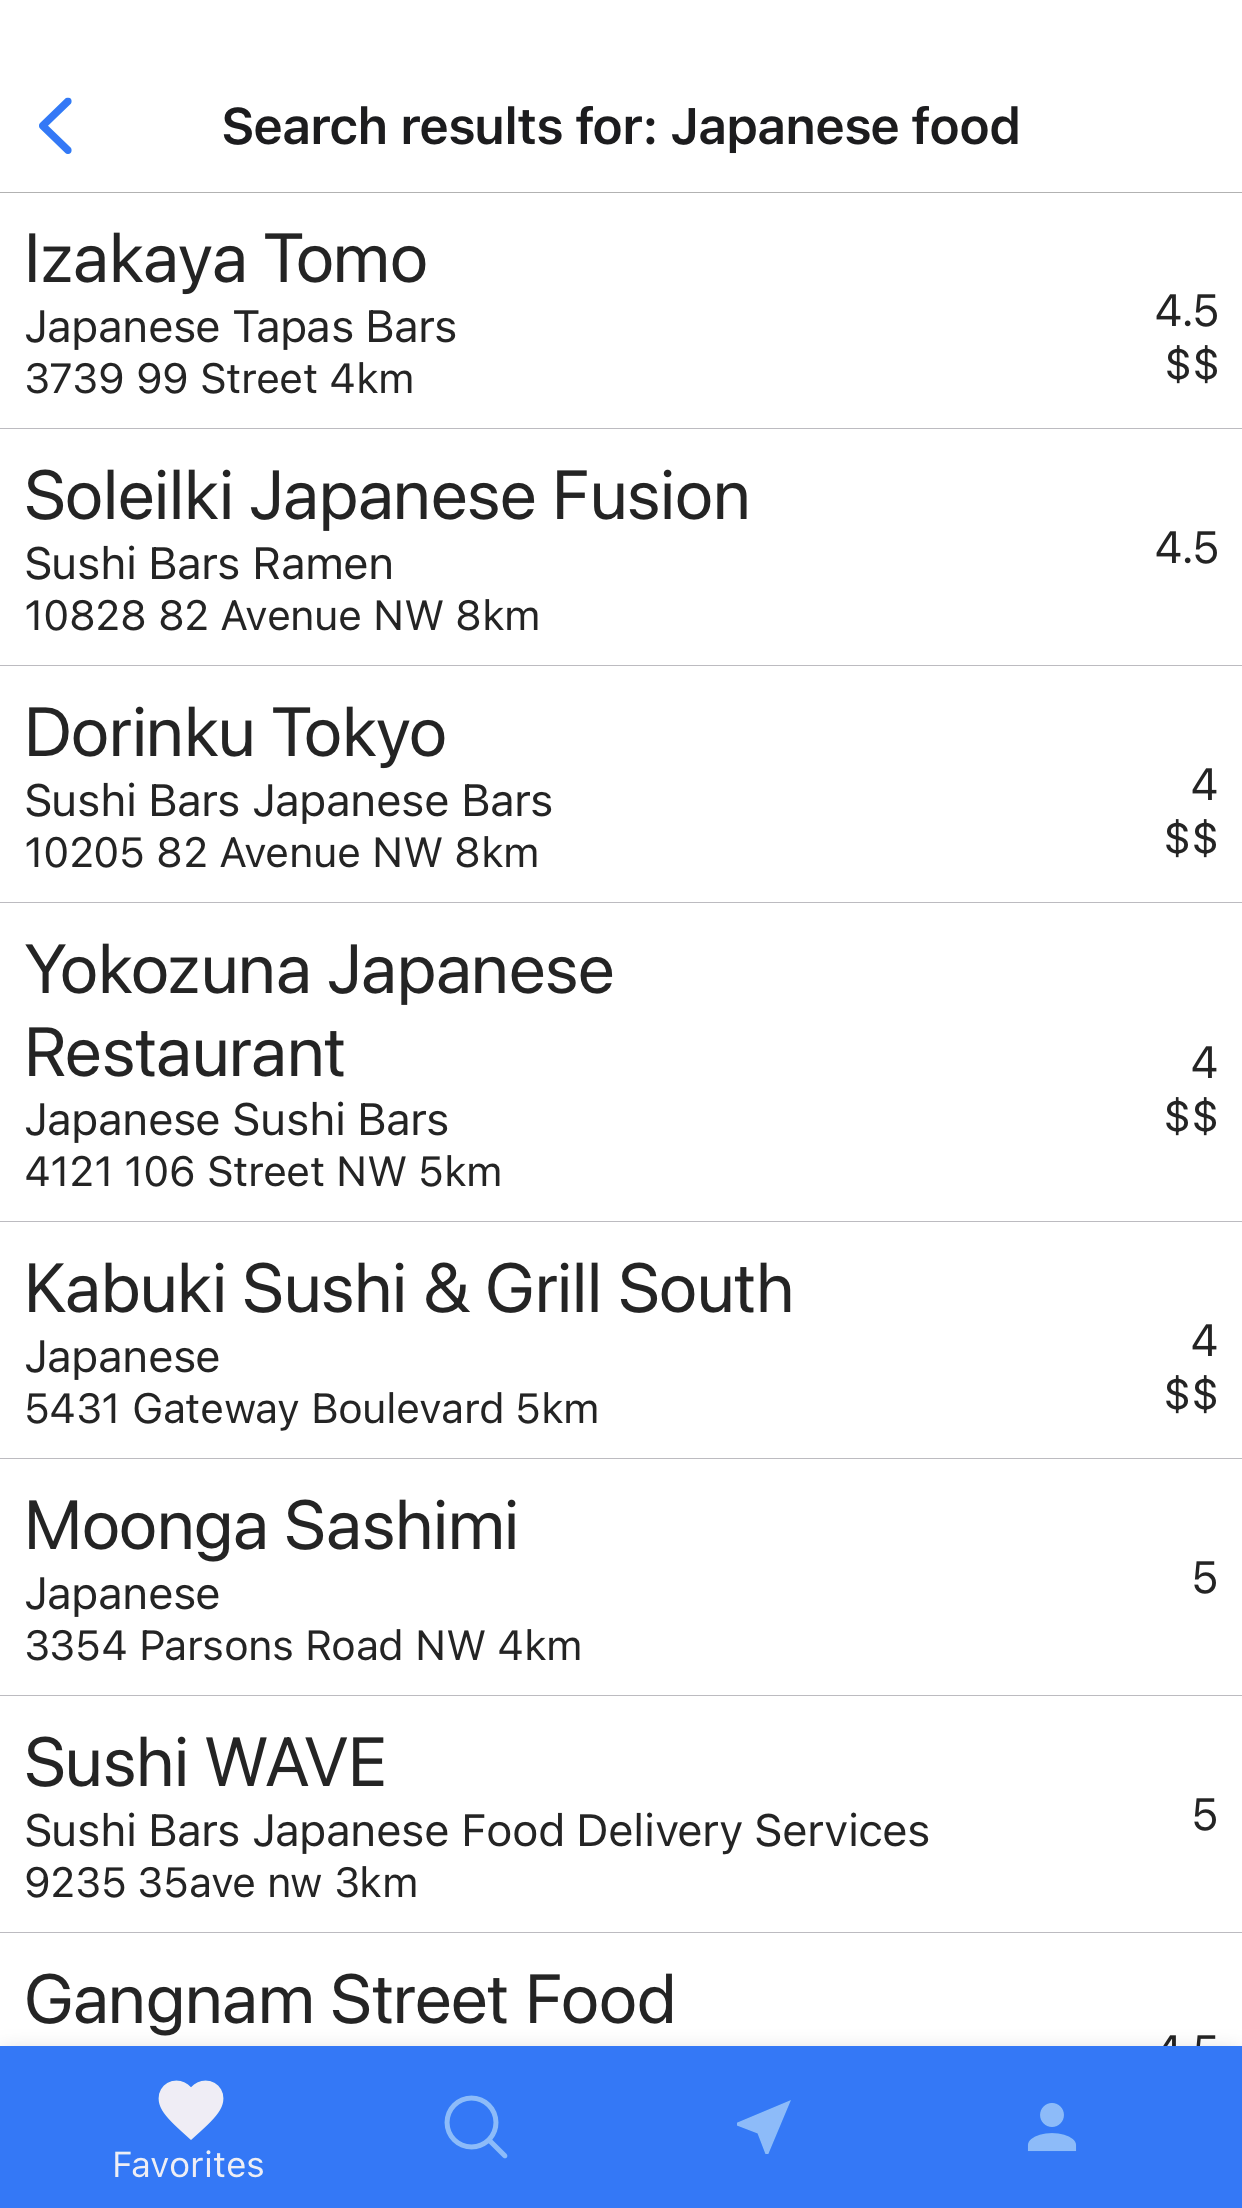 Search results for: Japanese food
Izakaya Tomo
Japanese Tapas Bars
3739 99 Street 4km
4.5
$$
Soleilki Japanese Fusion
Sushi Bars Ramen
10828 82 Avenue NW 8km
4.5
Dorinku Tokyo
Sushi Bars Japanese Bars
10205 82 Avenue NW 8km
4
$$
Yokozuna Japanese
Restaurant
Japanese Sushi Bars
4121 106 Street NW 5km
4
$$
Kabuki Sushi & Grill South
Japanese
5431 Gateway Boulevard 5km
4
$$
Moonga Sashimi
Japanese
3354 Parsons Road NW 4km
5
Sushi WAVE
Sushi Bars Japanese Food Delivery Services
9235 35ave nw 3km
5
Gangnam Street Food
Favorites